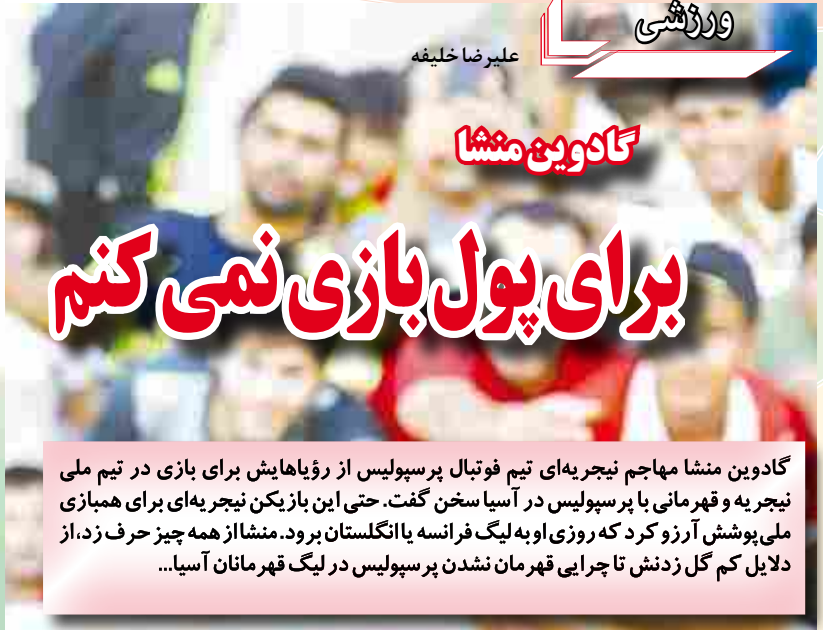 ورزشی
علیرضا خلیفه
گادوین منشا
برای پول بازی نمی کنم
گادوین منشا مهاجم نیجریه‌ای تیم فوتبال پرسپولیس از رؤیاهایش برای بازی در تیم ملی
نیجریه و قهرمانی با پرسپولیس در آسیا سخن گفت. حتی این بازیکن نیجریه‌ای برای همبازی
ملی‌پوشش آرزو کرد که روزی او به لیگ فرانسه یا انگلستان برود. منشا از همه چیز حرف زد، از
دلایل کم گل زدنش تا چرایی قهرمان نشدن پرسپولیس در لیگ قهرمانان آسیا...